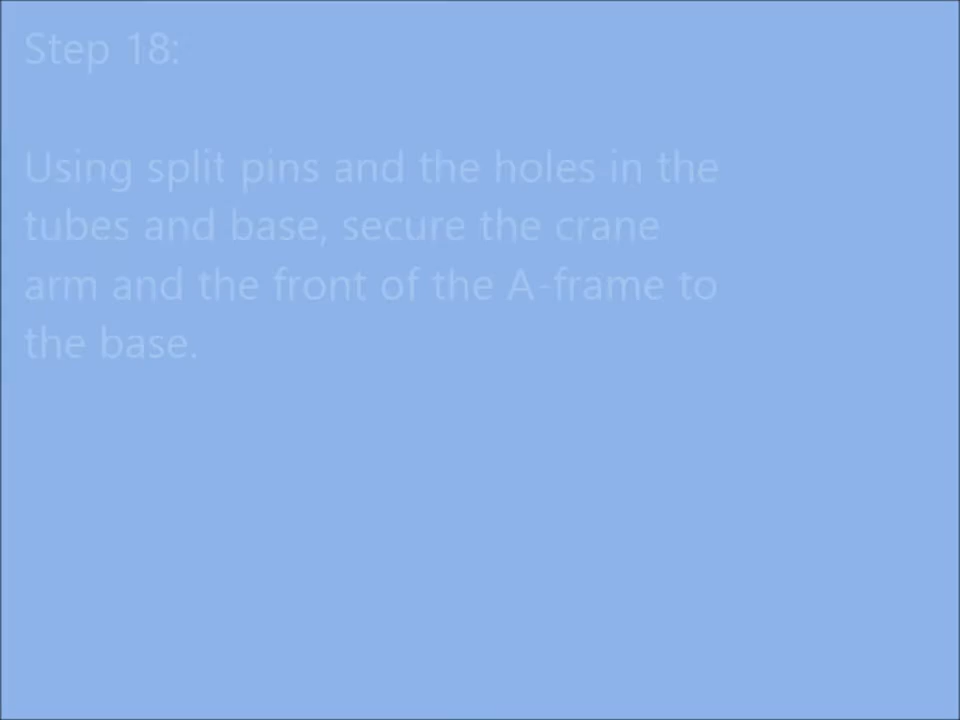 Step 18:
Using split pins and the holes in the
tubes and base, secure the crane
arm and the front of the A-frame to
the base.